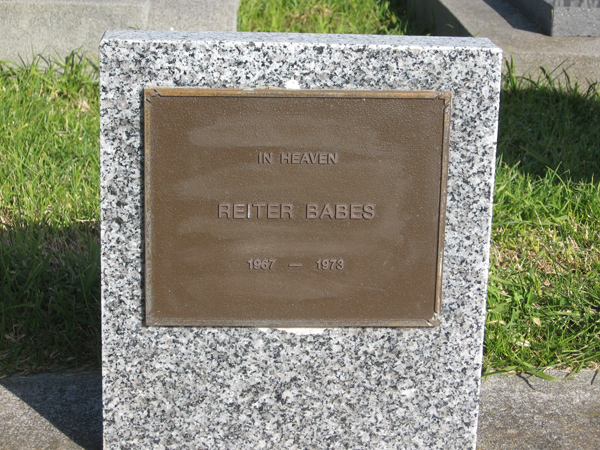 IN HEAVEN
REITER BABES
1967 — 1973